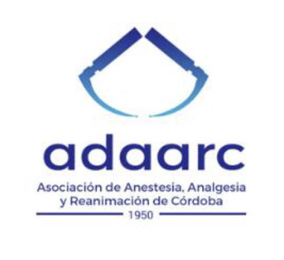 adaarc
Asociación de Anestesia, Analgesia
y Reanimación de Córdoba
1950